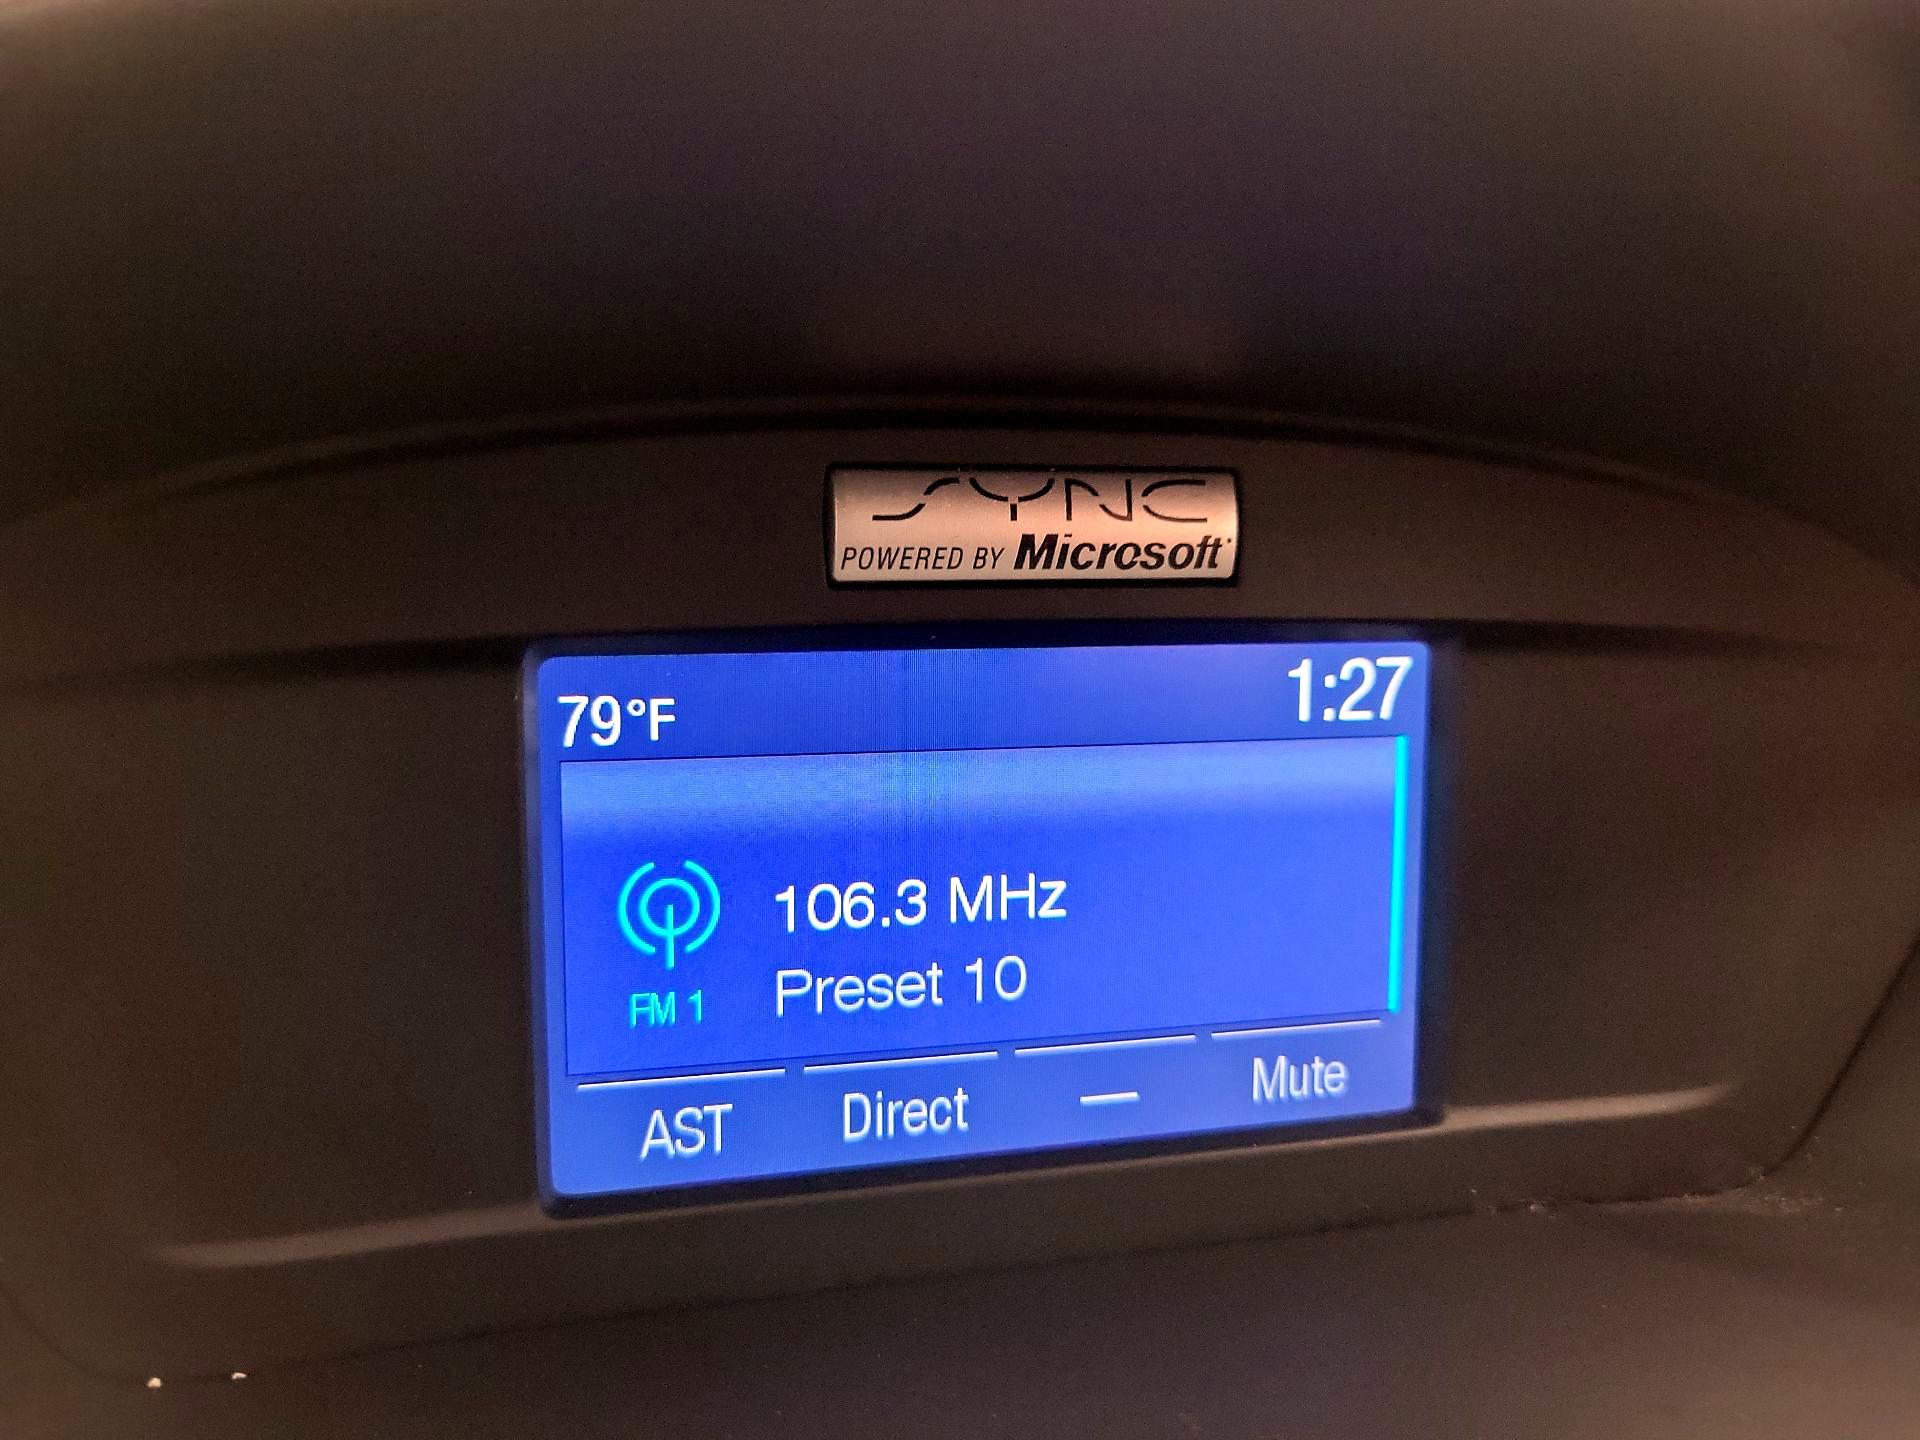 SYNC
POWERED BY Microsoft
79°F 1:27
106.3 MHz
Preset 10
FM 1
AST Direct — Mute